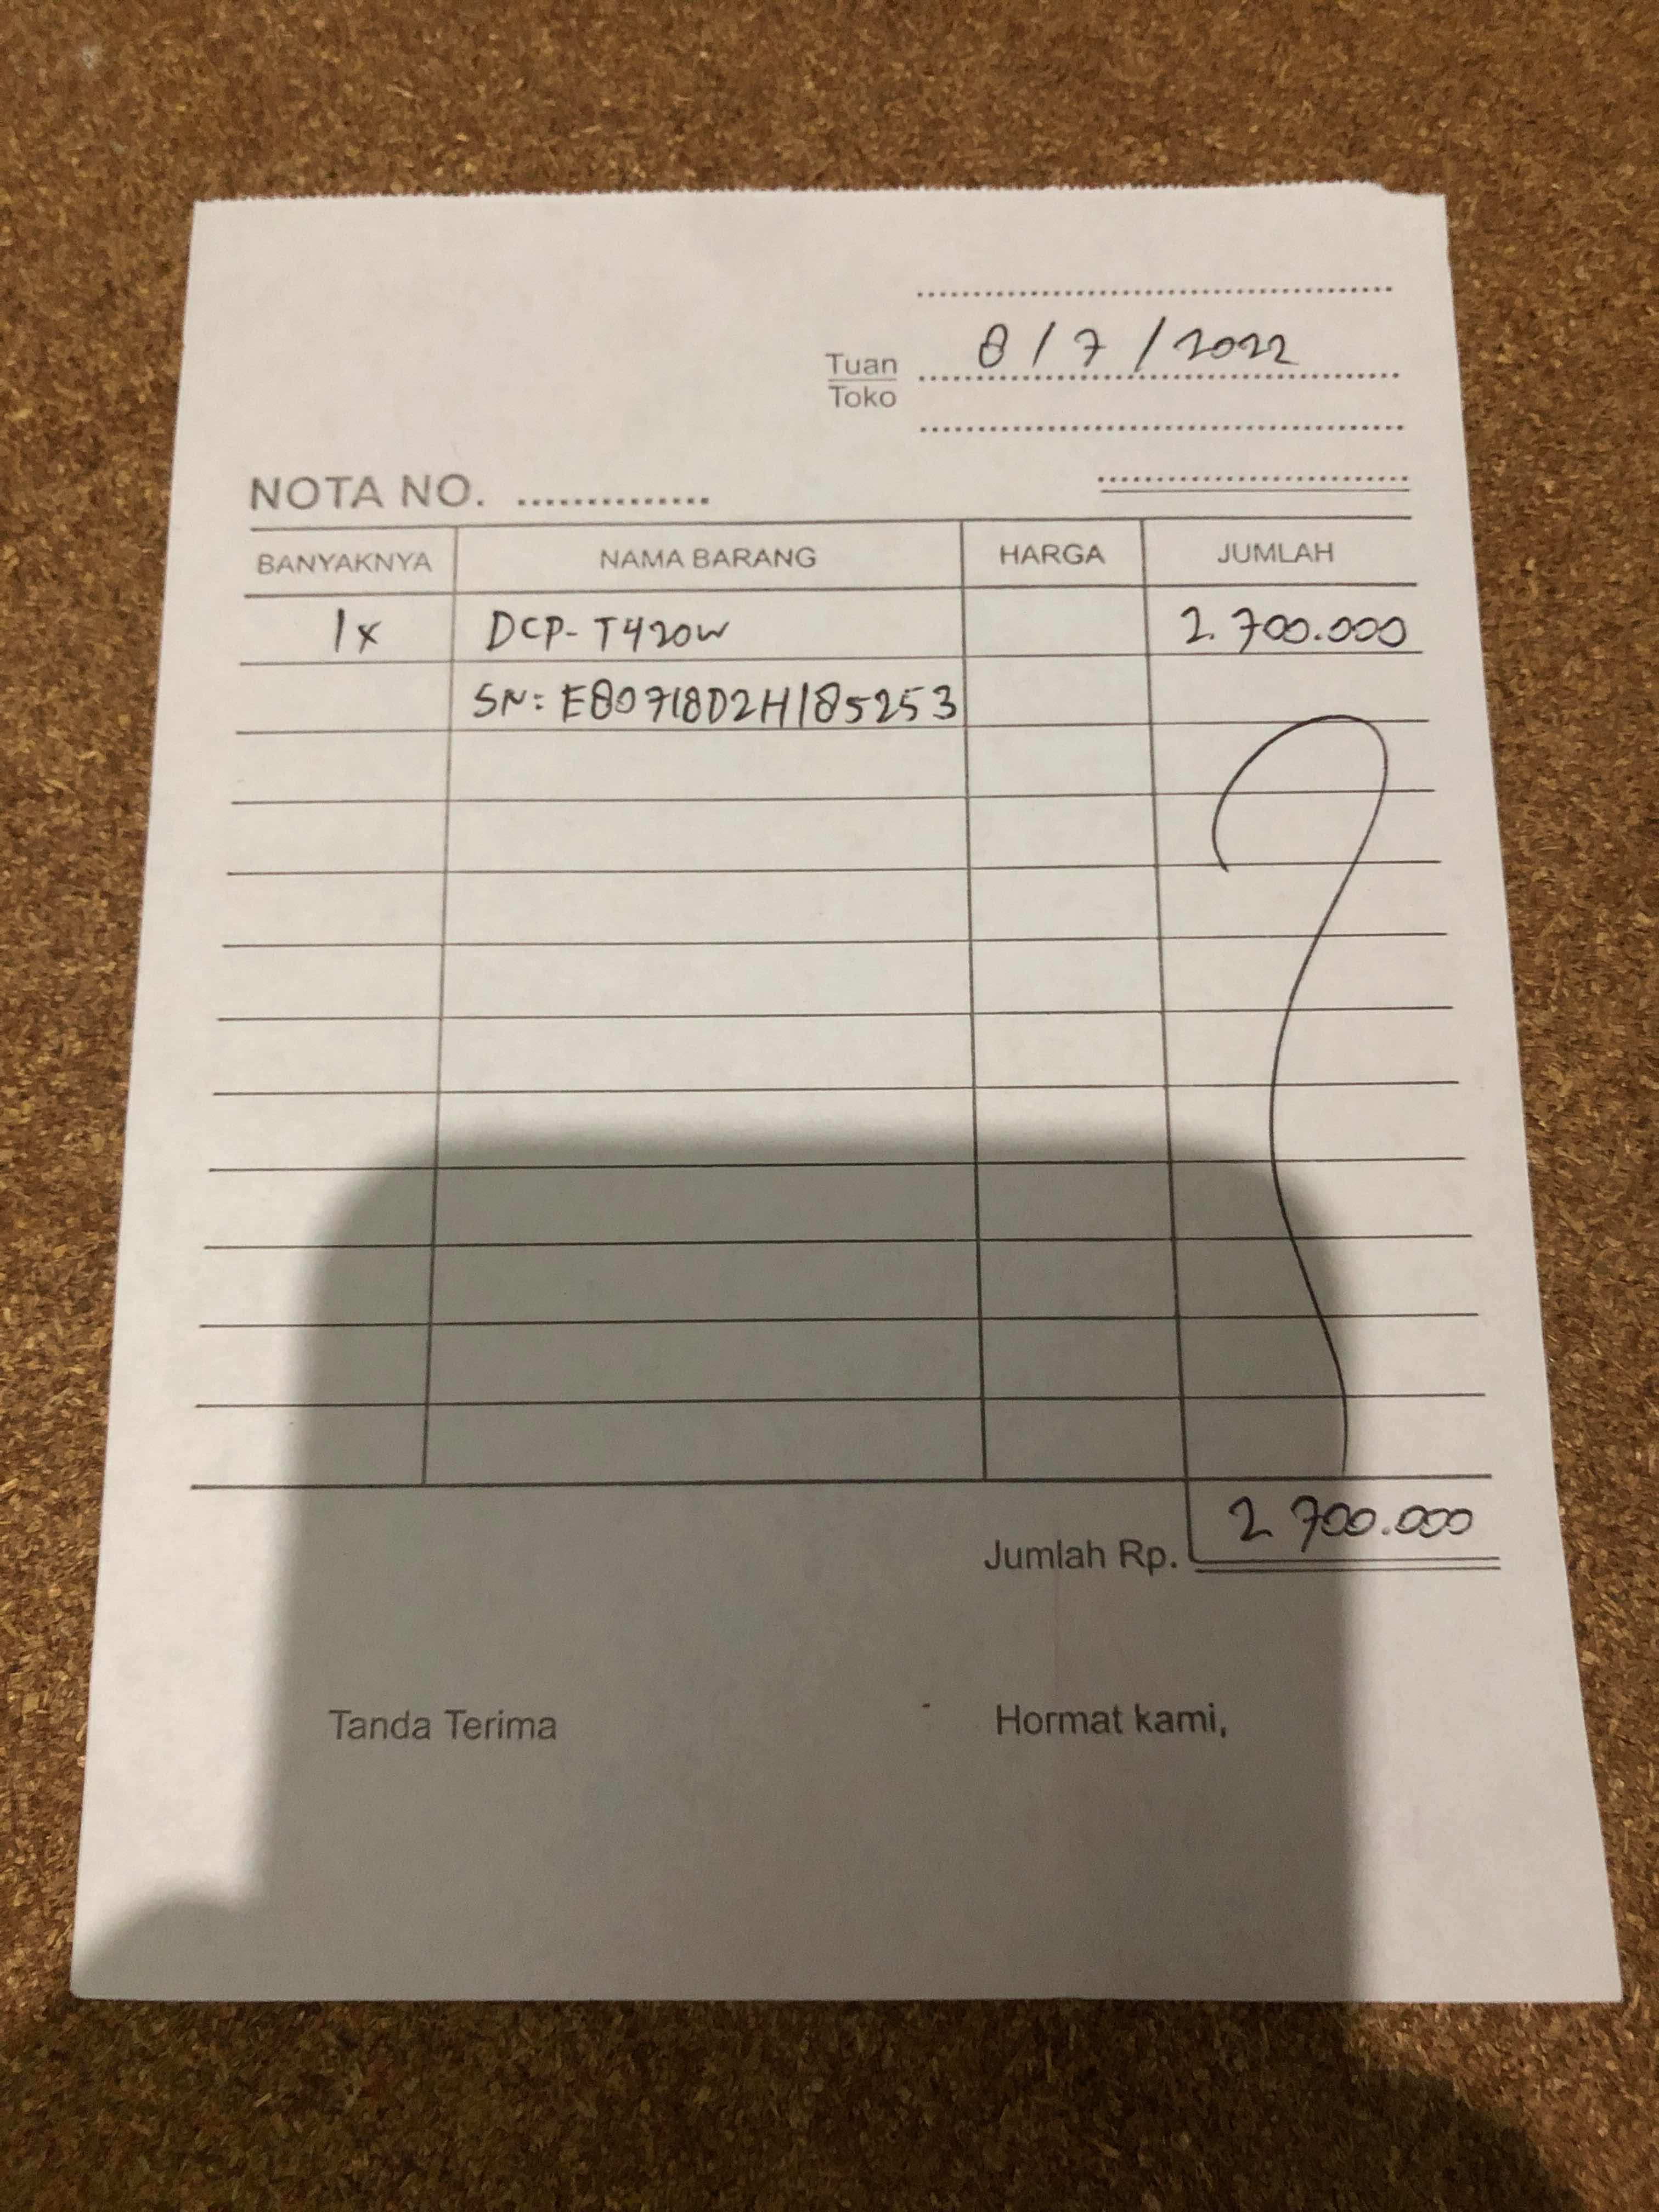 8/7/2022
Tuan
Toko
NOTA NO. ..............
BANYAKNYA NAMA BARANG HARGA JUMLAH
1x DCP-T420W 2.700.000
SN: E80718D2H185253
Jumlah Rp. 2 700.000
Tanda Terima Hormat kami,